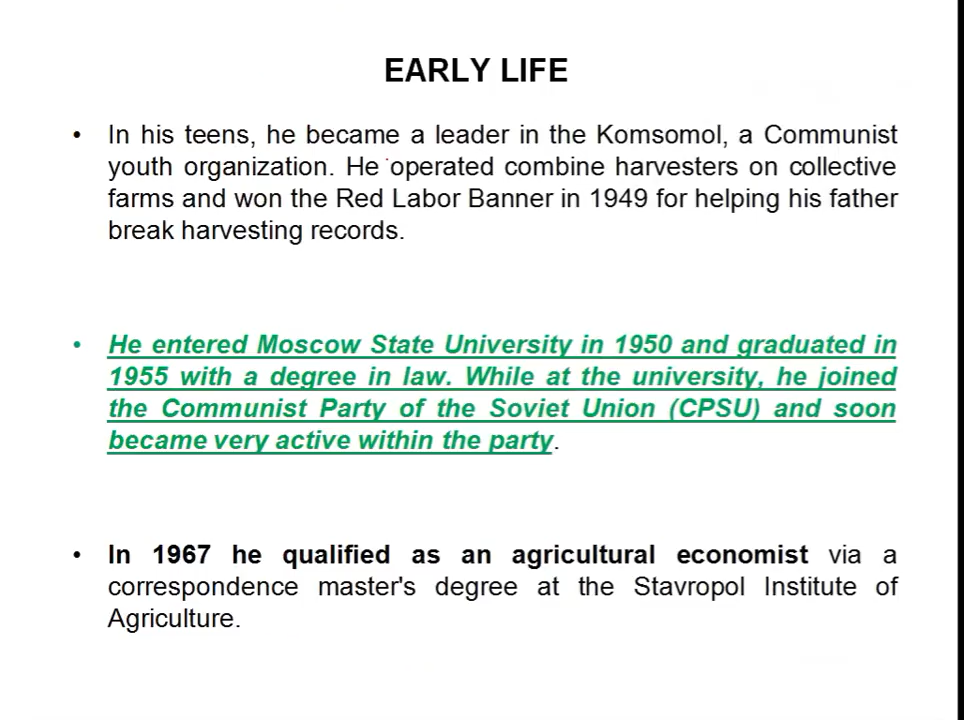 EARLY LIFE
• In his teens, he became a leader in the Komsomol, a Communist
youth organization. He operated combine harvesters on collective
farms and won the Red Labor Banner in 1949 for helping his father
break harvesting records.
• He entered Moscow State University in 1950 and graduated in
1955 with a degree in law. While at the university, he joined
the Communist Party of the Soviet Union (CPSU) and soon
became very active within the party.
• In 1967 he qualified as an agricultural economist via a
correspondence master's degree at the Stavropol Institute of
Agriculture.